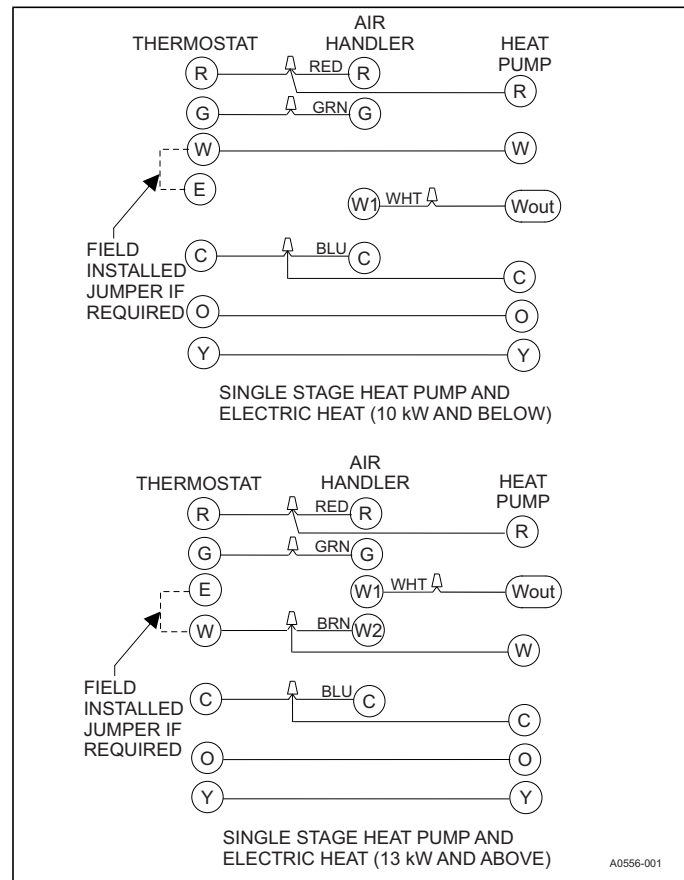 THERMOSTAT
AIR
HANDLER
HEAT
PUMP
R RED R
R
G GRN G
W W
E
W1 WHT Wout
FIELD
INSTALLED
JUMPER IF
REQUIRED
C BLU C
C
O O
Y Y
SINGLE STAGE HEAT PUMP AND
ELECTRIC HEAT (10 kW AND BELOW)
THERMOSTAT
AIR
HANDLER
HEAT
PUMP
R RED R
R
G GRN G
E W1 WHT Wout
W BRN W2
W
FIELD
INSTALLED
JUMPER IF
REQUIRED
C BLU C
C
O O
Y Y
SINGLE STAGE HEAT PUMP AND
ELECTRIC HEAT (13 kW AND ABOVE)
A0556-001